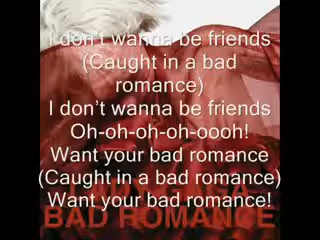 I don't wanna be friends
(Caught in a bad
romance)
I don’t wanna be friends
Oh-oh-oh-oh-oooh!
Want your bad romance
(Caught in a bad romance)
Want your bad romance!
BAD ROMANCE